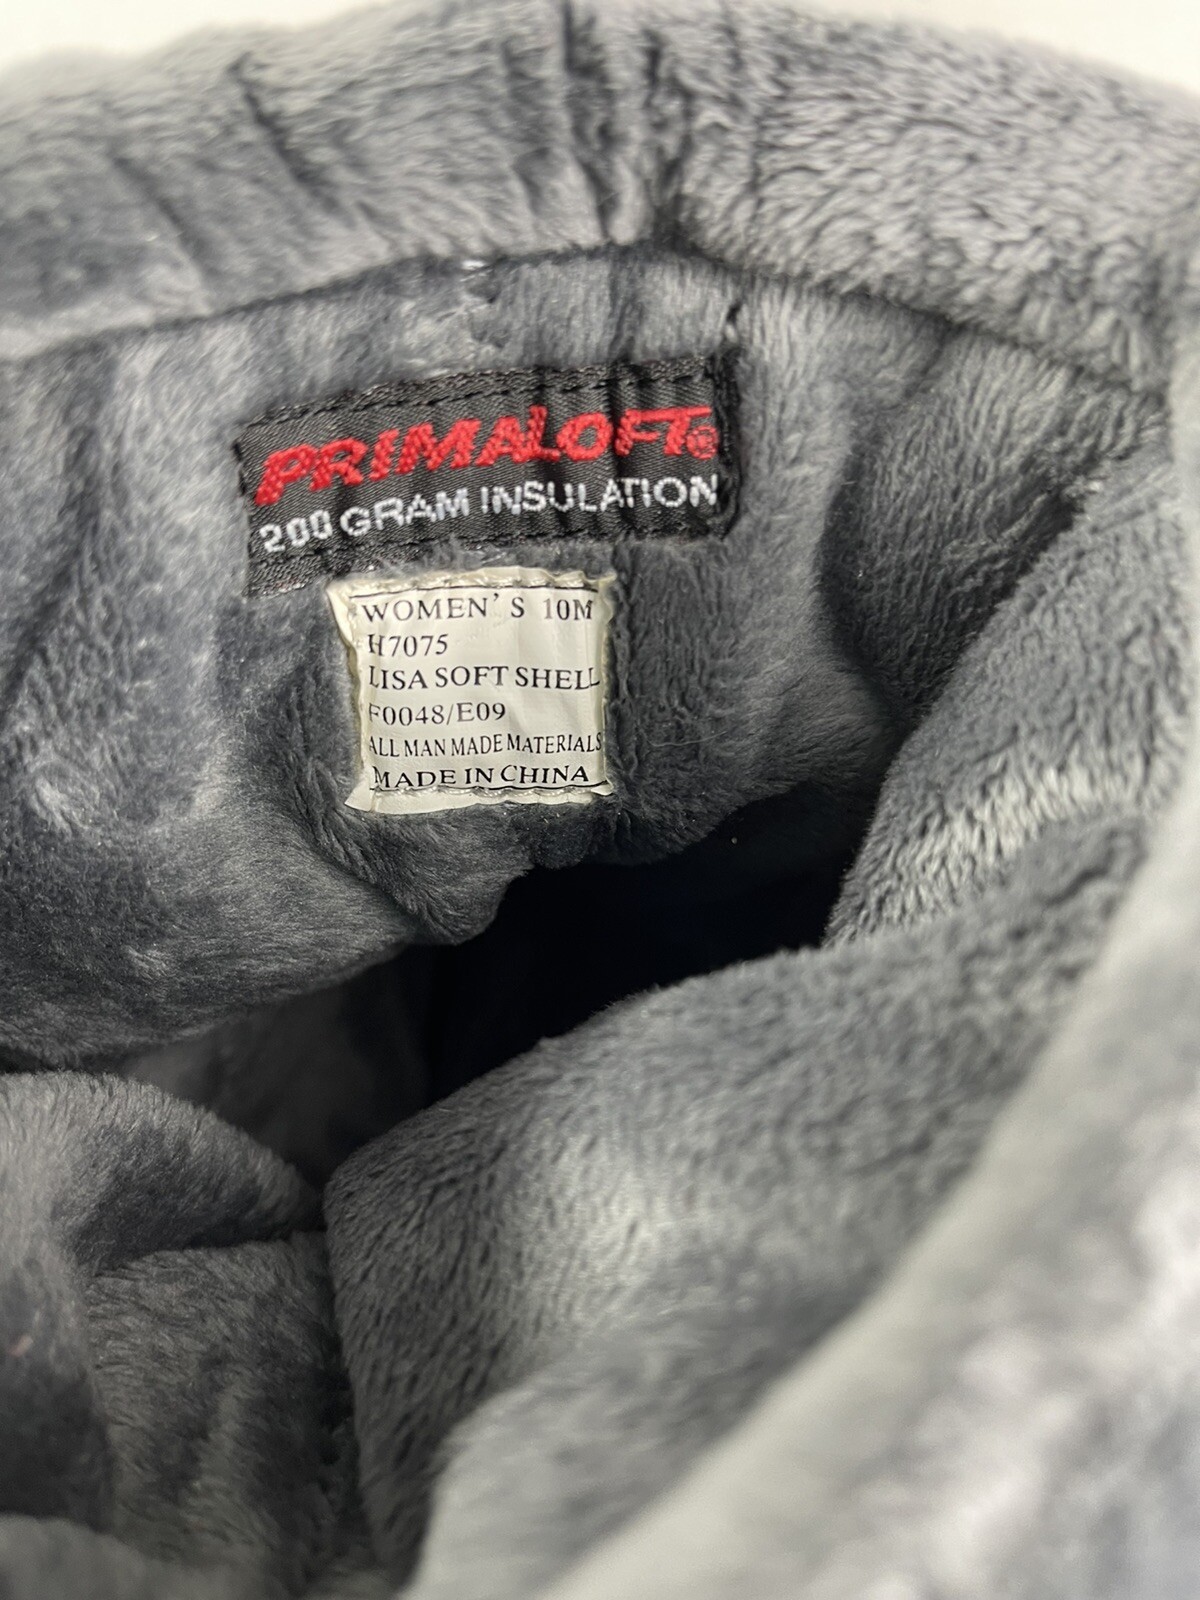 PRIMALOFT®
200 GRAM INSULATION
WOMEN'S 10M
H7075
LISA SOFT SHELL
F0048/E09
ALL MAN MADE MATERIALS
MADE IN CHINA